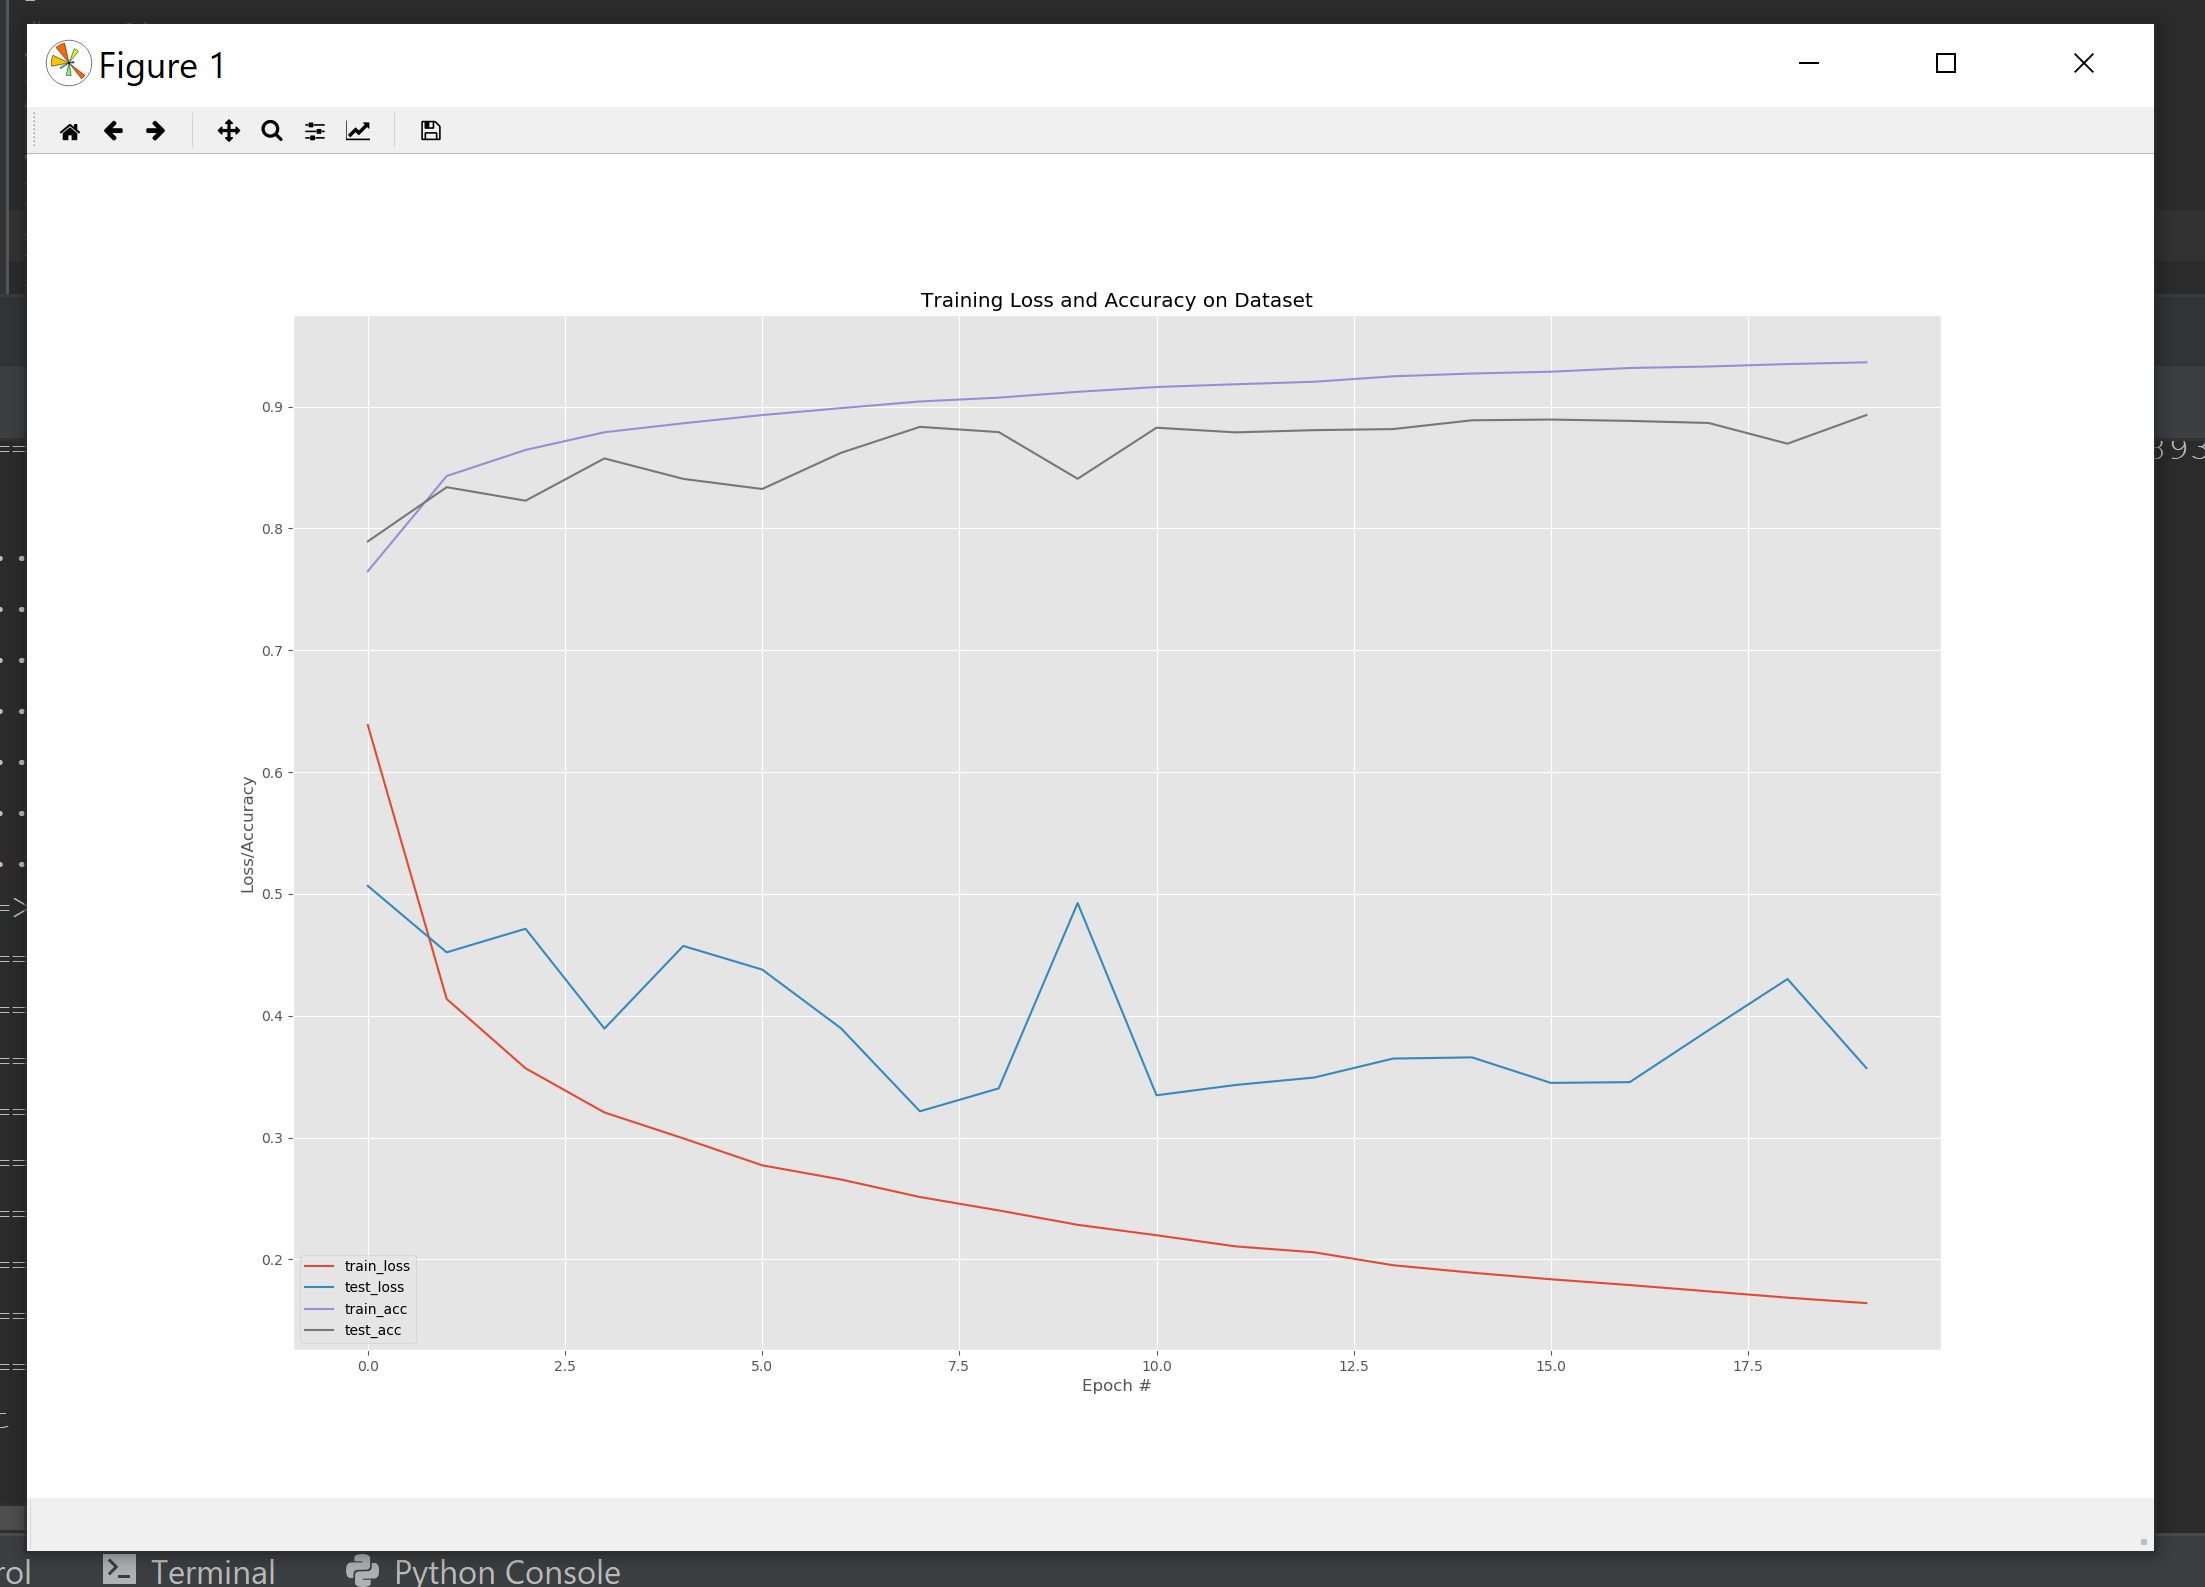 Figure 1
Training Loss and Accuracy on Dataset
0.9
0.8
0.7
0.6
0.5
0.4
0.3
0.2
Loss/Accuracy
train_loss
test_loss
train_acc
test_acc
0.0 2.5 5.0 7.5 10.0 12.5 15.0 17.5
Epoch #
Terminal
Python Console